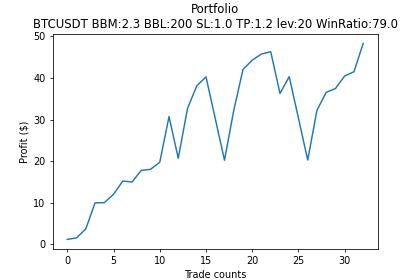 Portfolio
BTCUSDT BBM:2.3 BBL:200 SL:1.0 TP:1.2 lev:20 WinRatio:79.0
50
40
30
20
10
0
Profit ($)
0 5 10 15 20 25 30
Trade counts